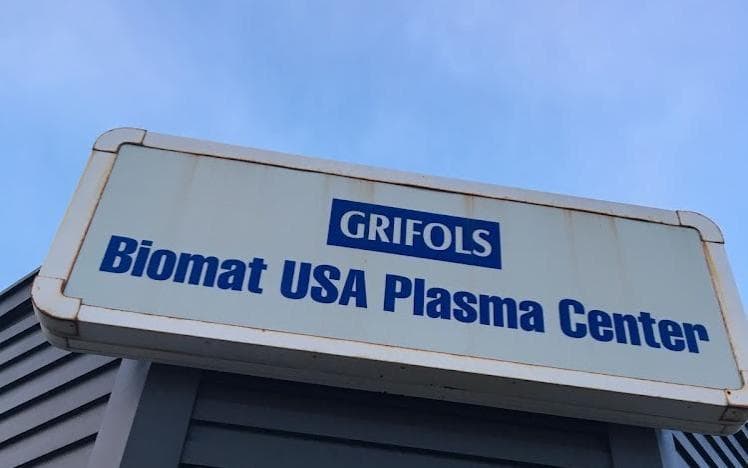 GRIFOLS
Biomat USA Plasma Center